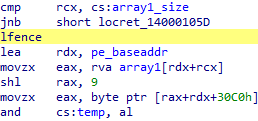 cmp rcx, cs:array1_size
jnb short locret_14000105D
lfence
lea rdx, pe_baseaddr
movzx eax, rva array1[rdx+rcx]
shl rax, 9
movzx eax, byte ptr [rax+rdx+30C0h]
and cs:temp, al